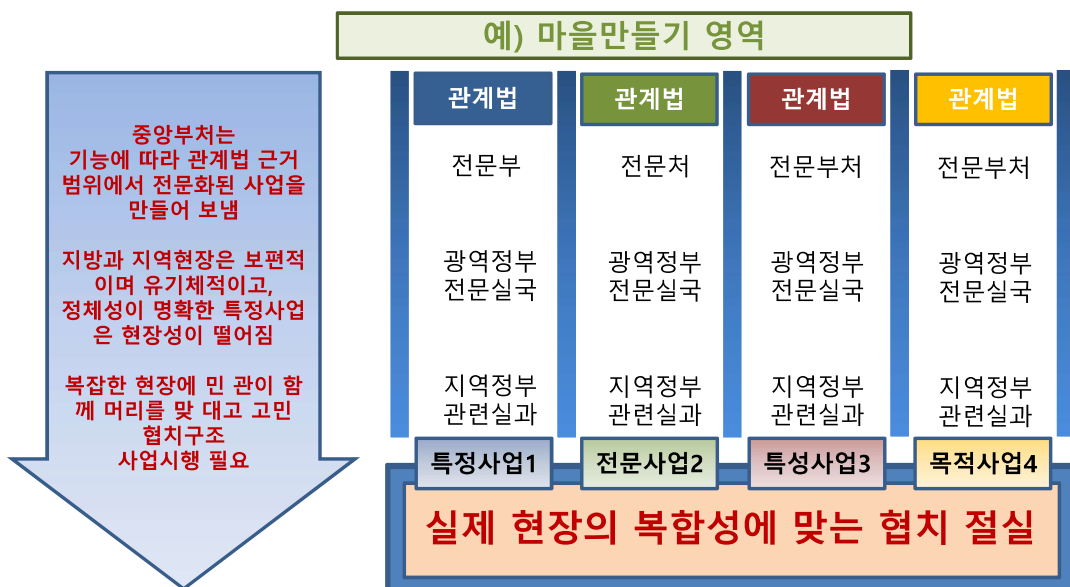 예) 마을만들기 영역
중앙부처는
기능에 따라 관계법 근거
범위에서 전문화된 사업을
만들어 보냄
지방과 지역현장은 보편적
이며 유기체적이고,
정체성이 명확한 특정사업
은 현장성이 떨어짐
복잡한 현장에 민 관이 함
께 머리를 맞 대고 고민
협치구조
사업시행 필요
관계법 관계법 관계법 관계법
전문부 전문처 전문부처 전문부처
광역정부 광역정부 광역정부 광역정부
전문실국 전문실국 전문실국 전문실국
지역정부 지역정부 지역정부 지역정부
관련실과 관련실과 관련실과 관련실과
특정사업1 전문사업2 특성사업3 목적사업4
실제 현장의 복합성에 맞는 협치 절실